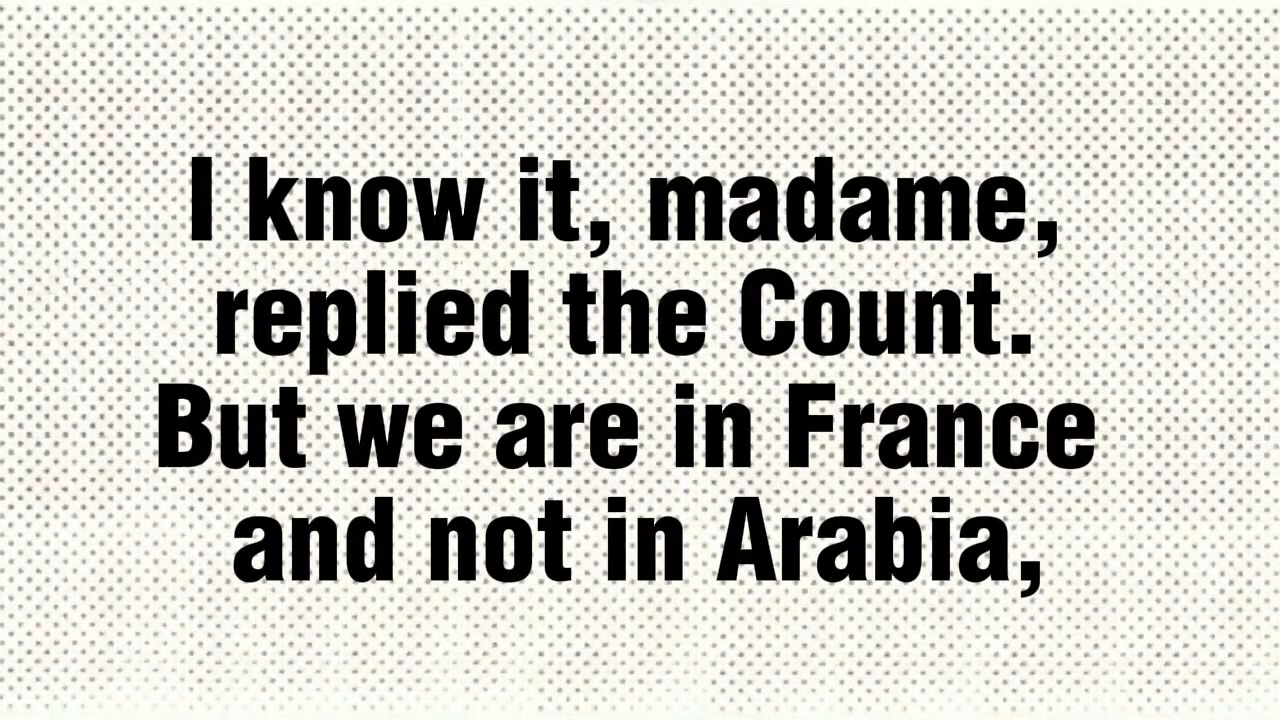 I know it, madame,
replied the Count.
But we are in France
and not in Arabia,